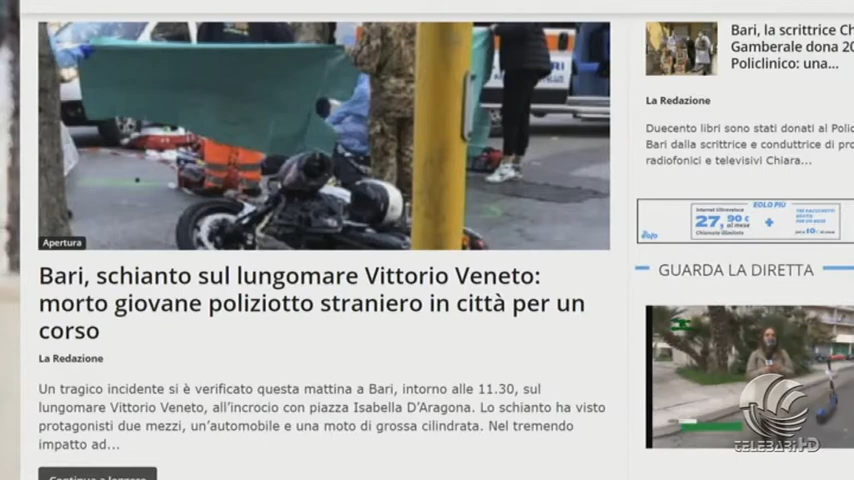 Apertura
Bari, schianto sul lungomare Vittorio Veneto:
morto giovane poliziotto straniero in città per un
corso
La Redazione
Un tragico incidente si è verificato questa mattina a Bari, intorno alle 11.30, sul
lungomare Vittorio Veneto, all'incrocio con piazza Isabella D'Aragona. Lo schianto ha visto
protagonisti due mezzi, un'automobile e una moto di grossa cilindrata. Nel tremendo
impatto ad...
Continua a leggere
Bari, la scrittrice Ch
Gamberale dona 20
Policlinico: una...
La Redazione
Duecento libri sono stati donati al Polic
Bari dalla scrittrice e conduttrice di pro
radiofonici e televisivi Chiara...
EOLO PIÙ
27,90€
al mese
+
GUARDA LA DIRETTA
TELEBARI HD